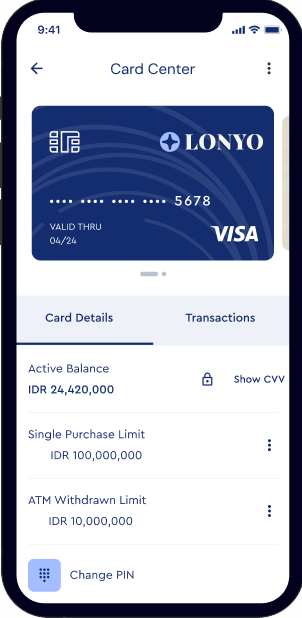 9:41
Card Center
LONYO
•••• •••• •••• •••• 5678
VALID THRU
04/24
VISA
Card Details
Transactions
Active Balance
IDR 24,420,000
Show CVV
Single Purchase Limit
IDR 100,000,000
ATM Withdrawn Limit
IDR 10,000,000
Change PIN